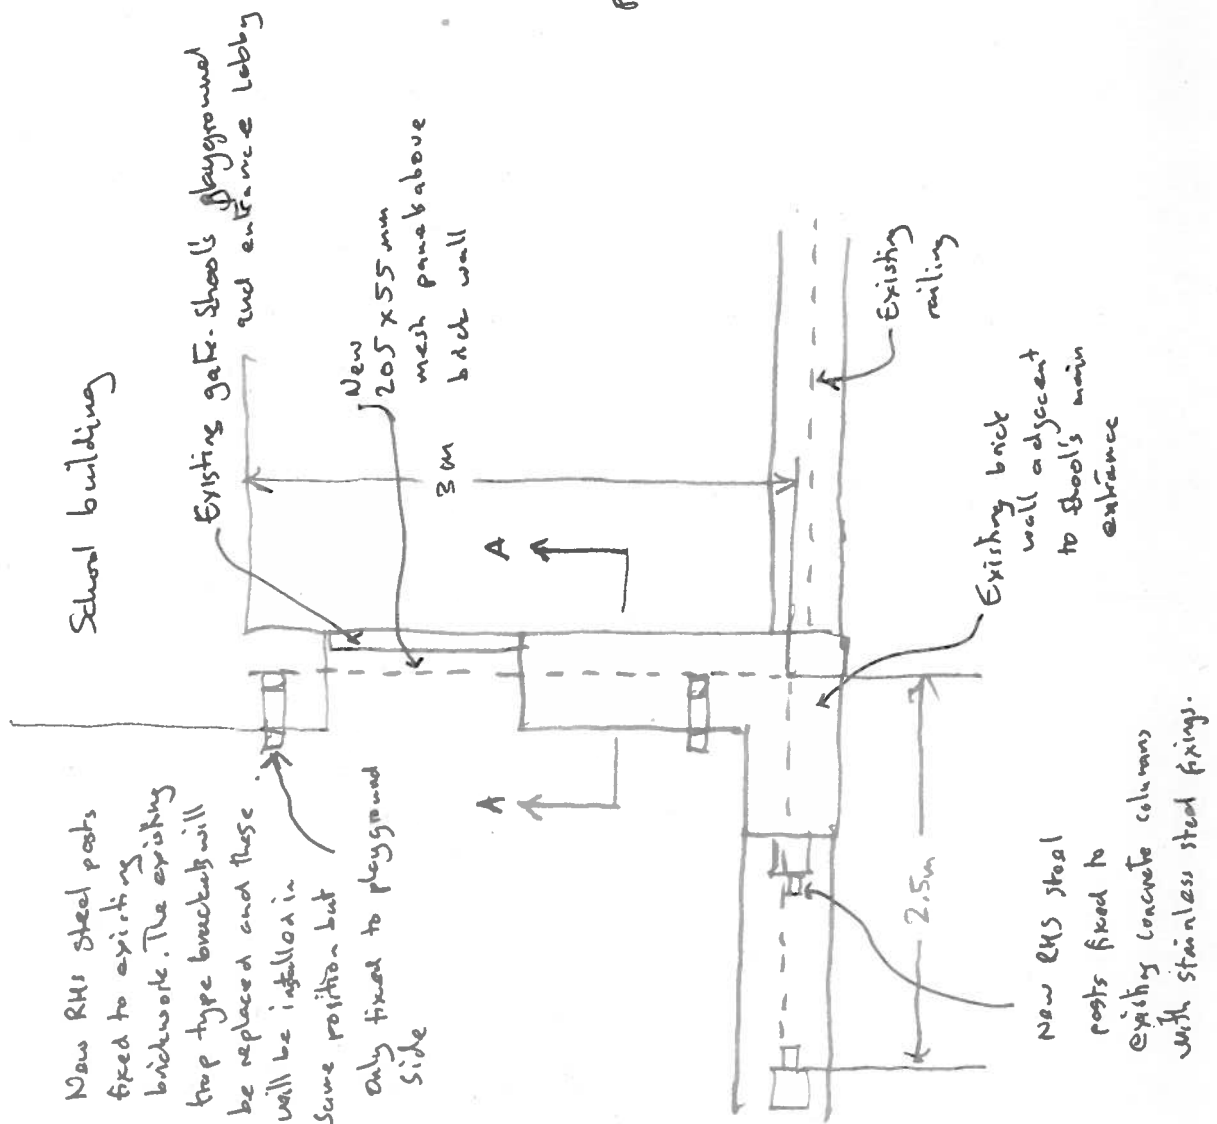 School building
Existing gate. Shool's playground
and entrance Lobby
New
205 x 55 mm
mesh panels above
brick wall
3 m
A
A
Existing
railing
Existing brick
wall adjacent
to shool's main
entrance
2.5m
New RHS steel posts
fixed to existing
brickwork. The existing
trap type brackets will
be replaced and these
will be installed in
Same position but
only fixed to playground
side
New RHS steel
posts fixed to
existing concrete columns
with stainless steel fixings.